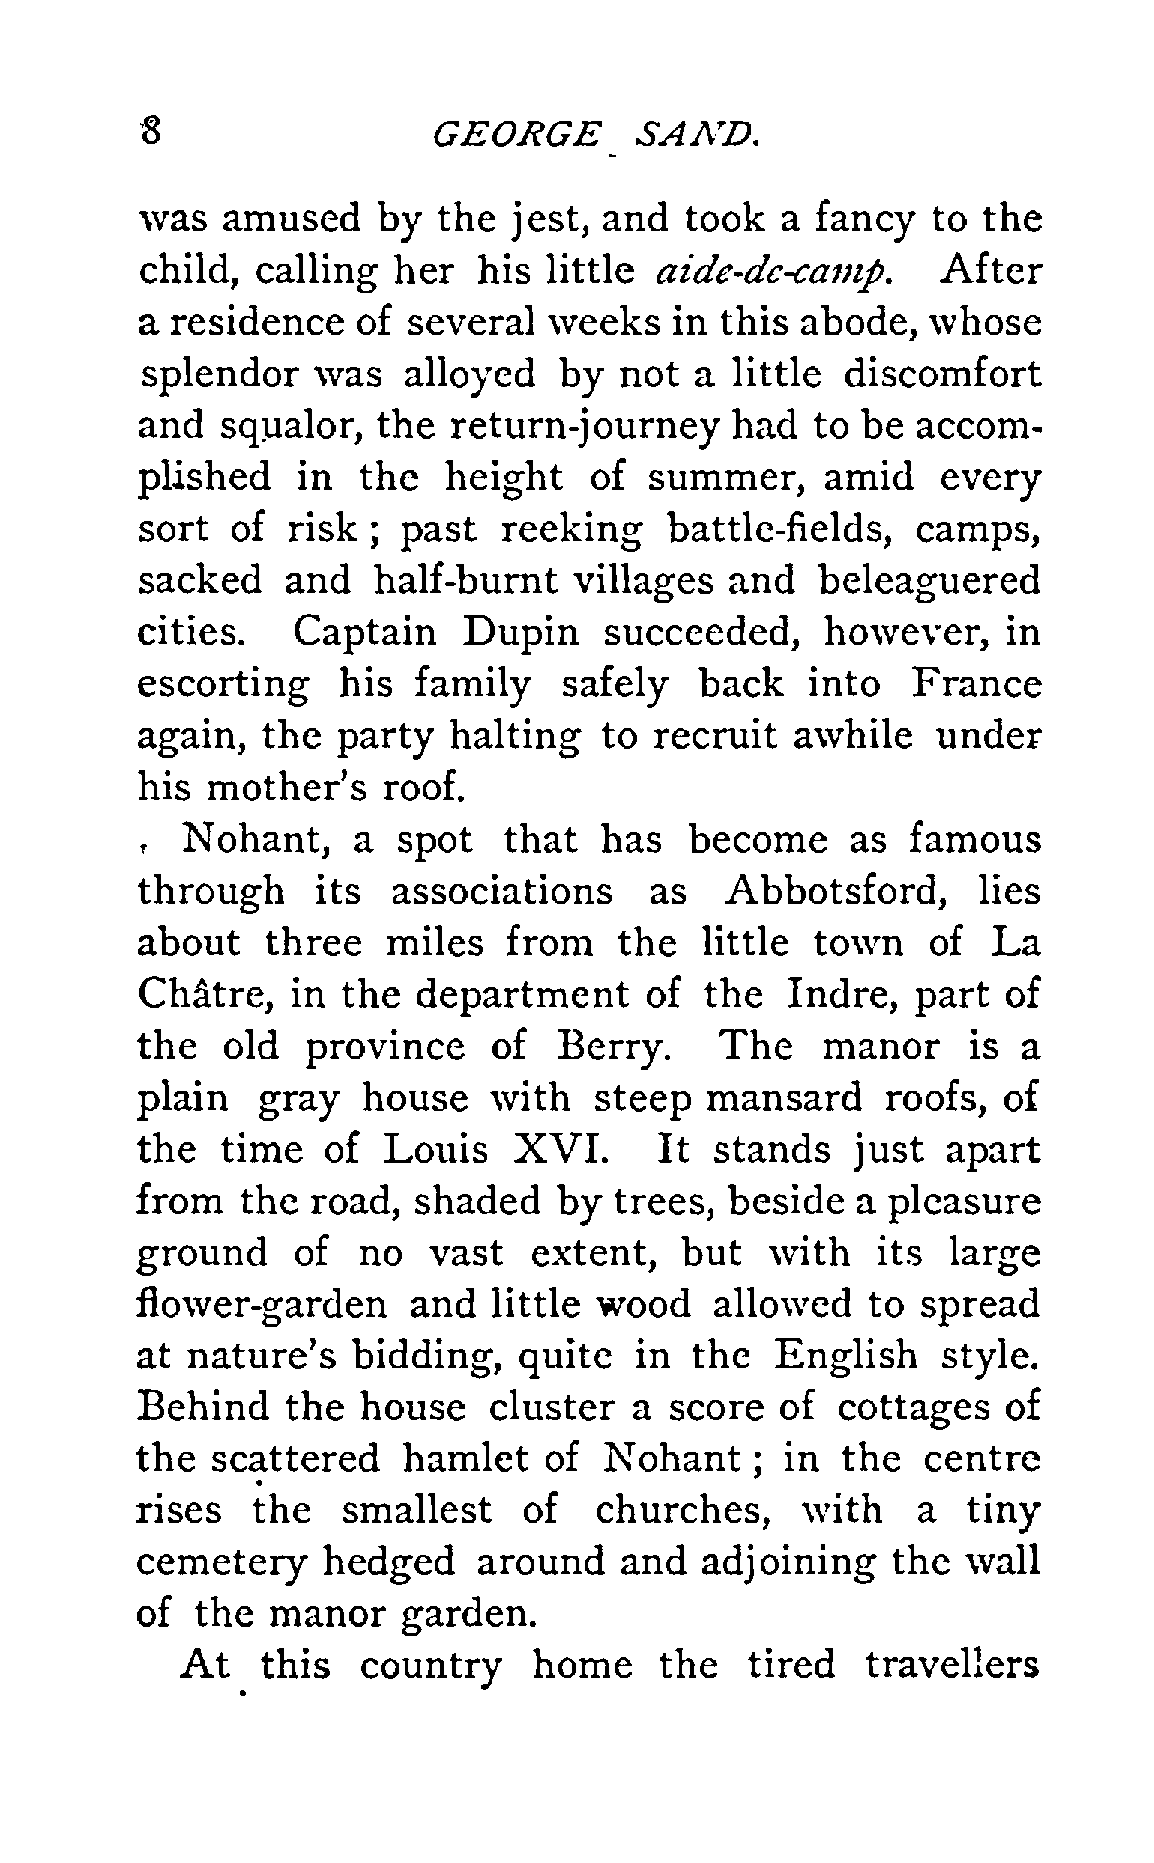 8 GEORGE SAND.
was amused by the jest, and took a fancy to the
child, calling her his little aide-de-camp. After
a residence of several weeks in this abode, whose
splendor was alloyed by not a little discomfort
and squalor, the return-journey had to be accom-
plished in the height of summer, amid every
sort of risk ; past reeking battle-fields, camps,
sacked and half-burnt villages and beleaguered
cities. Captain Dupin succeeded, however, in
escorting his family safely back into France
again, the party halting to recruit awhile under
his mother's roof.
Nohant, a spot that has become as famous
through its associations as Abbotsford, lies
about three miles from the little town of La
Châtre, in the department of the Indre, part of
the old province of Berry. The manor is a
plain gray house with steep mansard roofs, of
the time of Louis XVI. It stands just apart
from the road, shaded by trees, beside a pleasure
ground of no vast extent, but with its large
flower-garden and little wood allowed to spread
at nature's bidding, quite in the English style.
Behind the house cluster a score of cottages of
the scattered hamlet of Nohant ; in the centre
rises the smallest of churches, with a tiny
cemetery hedged around and adjoining the wall
of the manor garden.
At this country home the tired travellers